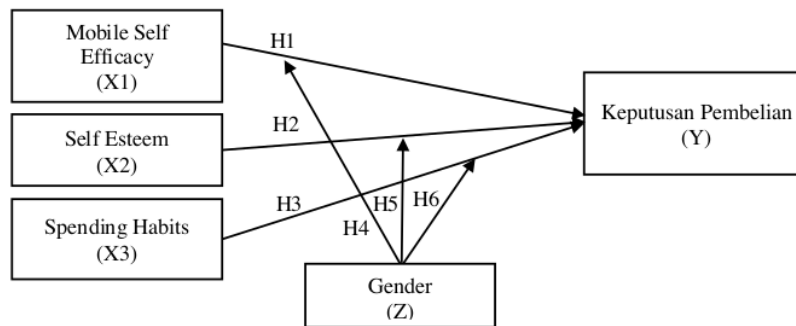 Mobile Self
Efficacy
(X1)
H1
Self Esteem
(X2)
H2
Spending Habits
(X3)
H3
H4
H5
H6
Keputusan Pembelian
(Y)
Gender
(Z)